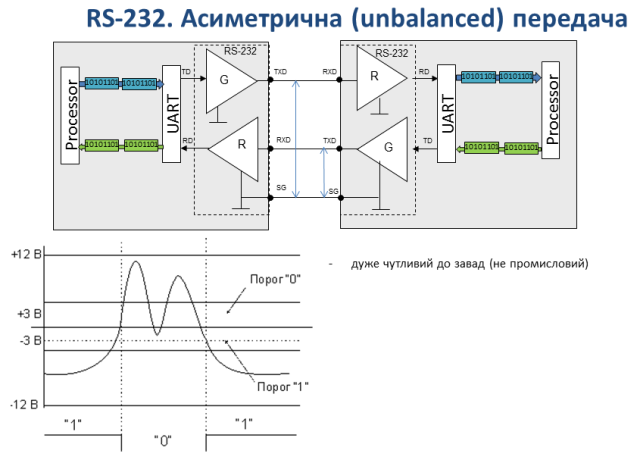 RS-232. Асиметрична (unbalanced) передача
RS-232
RS-232
Processor
10101101
10101101
UART
TD
G
TXD
RXD
R
RD
UART
10101101
10101101
Processor
10101101
10101101
RD
R
RXD
TXD
G
TD
10101101
10101101
SG
SG
+12 В
+3 В
-3 В
-12 В
Порог "0"
Порог "1"
"1"
"0"
"1"
- дуже чутливий до завад (не промисловий)